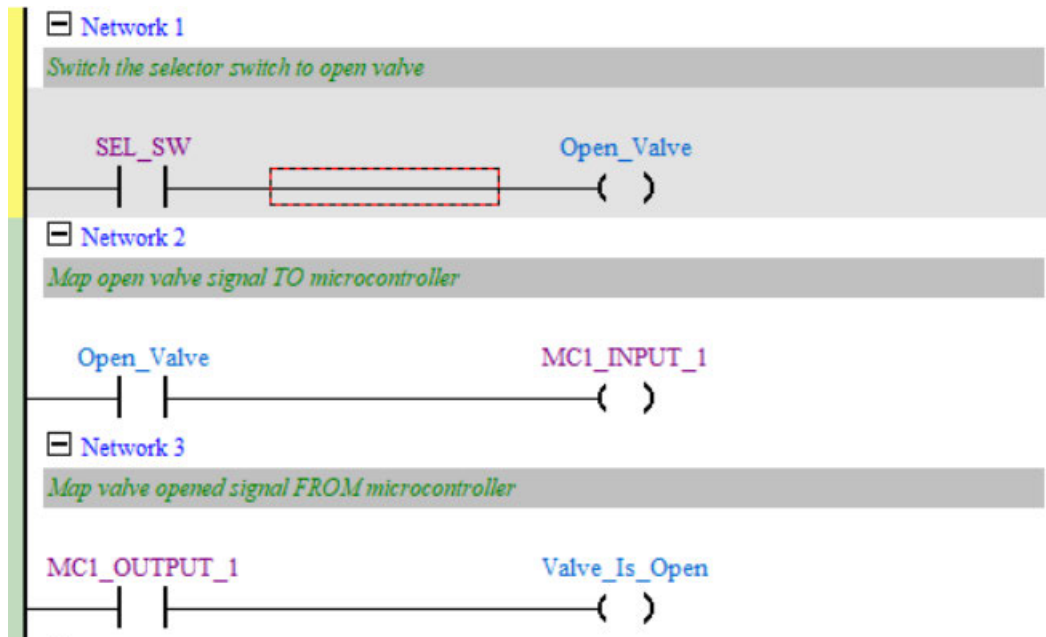 Network 1
Switch the selector switch to open valve
SEL_SW Open_Valve
Network 2
Map open valve signal TO microcontroller
Open_Valve MC1_INPUT_1
Network 3
Map valve opened signal FROM microcontroller
MC1_OUTPUT_1 Valve_Is_Open